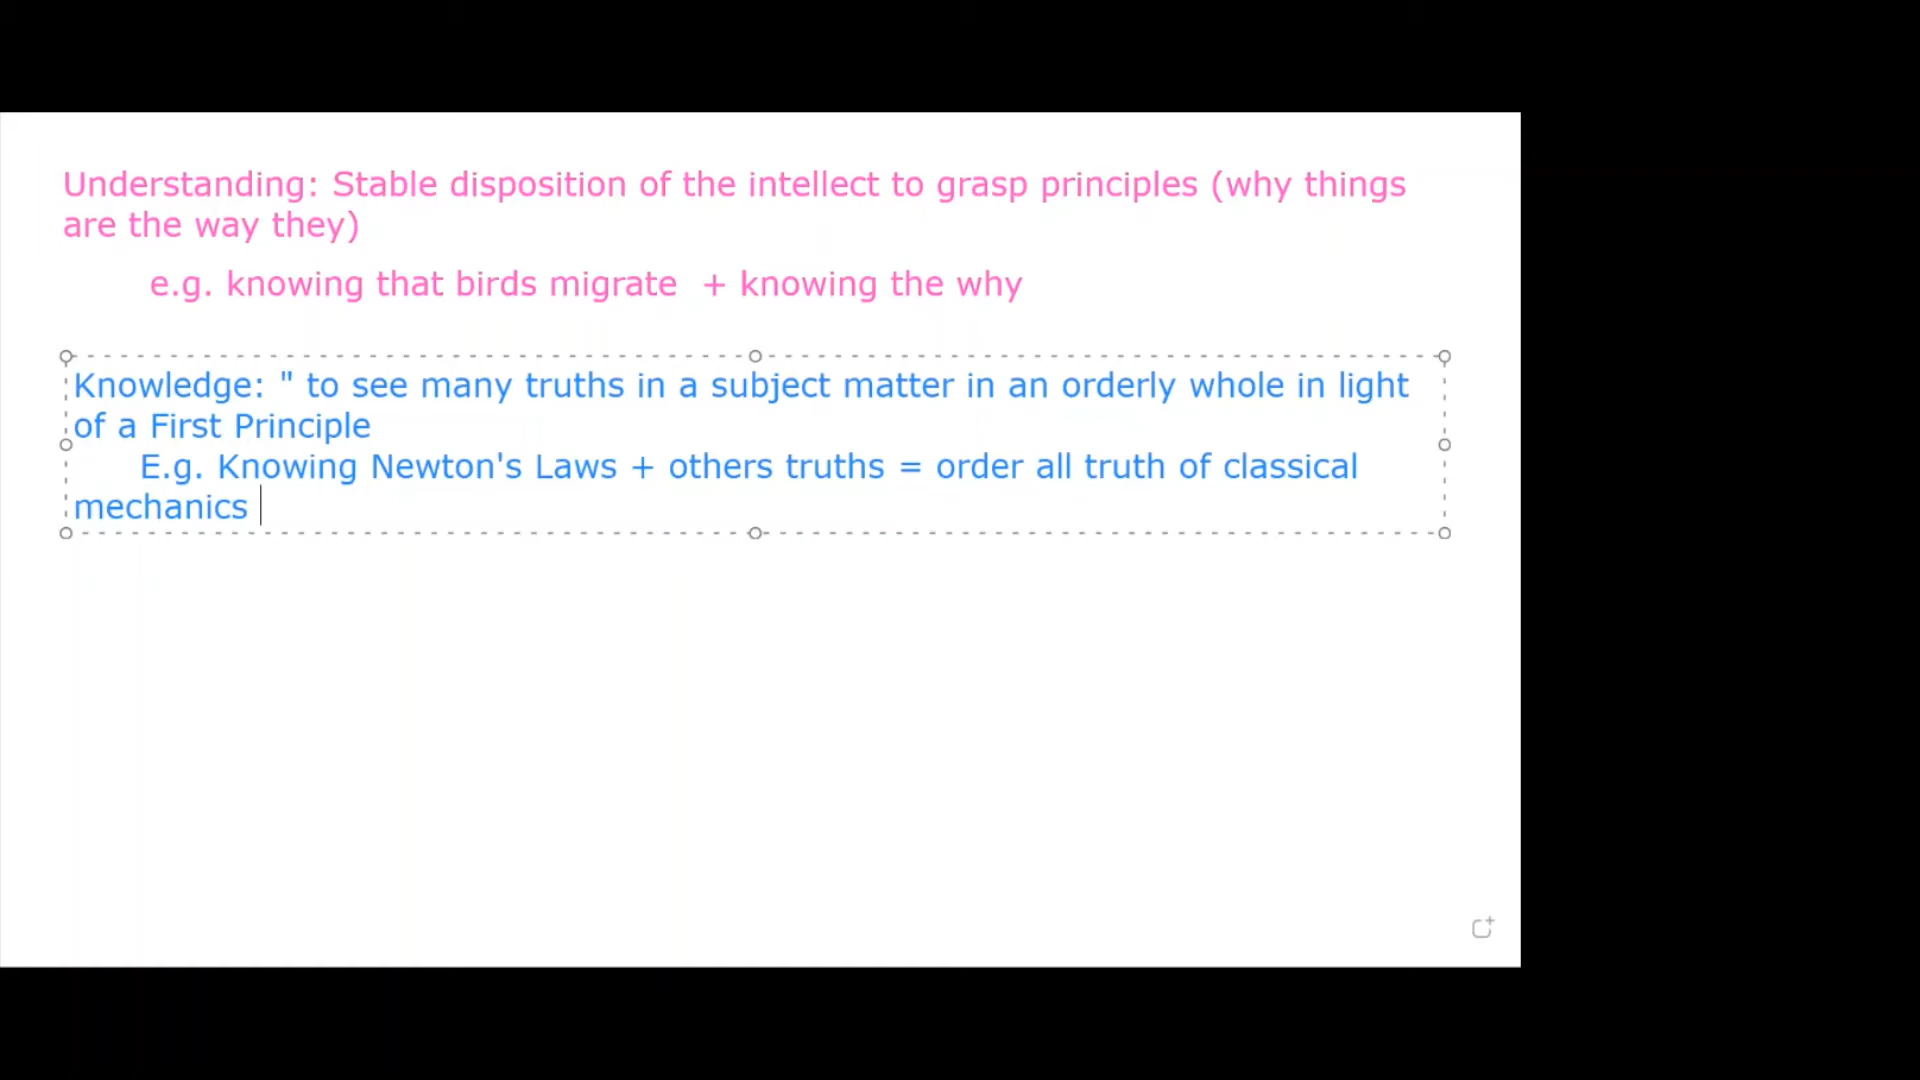 Understanding: Stable disposition of the intellect to grasp principles (why things
are the way they)
e.g. knowing that birds migrate  + knowing the why
Knowledge: " to see many truths in a subject matter in an orderly whole in light
of a First Principle
E.g. Knowing Newton's Laws + others truths = order all truth of classical
mechanics